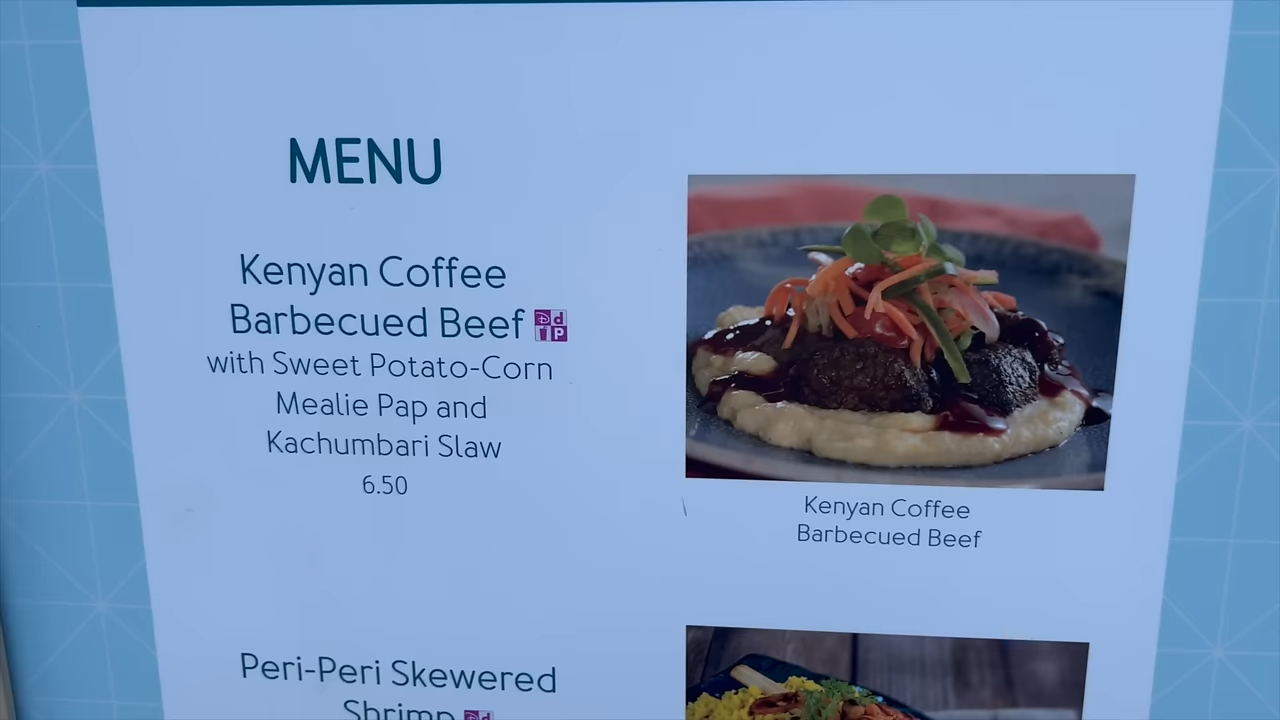 MENU
Kenyan Coffee
Barbecued Beef
with Sweet Potato-Corn
Mealie Pap and
Kachumbari Slaw
6.50
Kenyan Coffee
Barbecued Beef
Peri-Peri Skewered
Shrimp